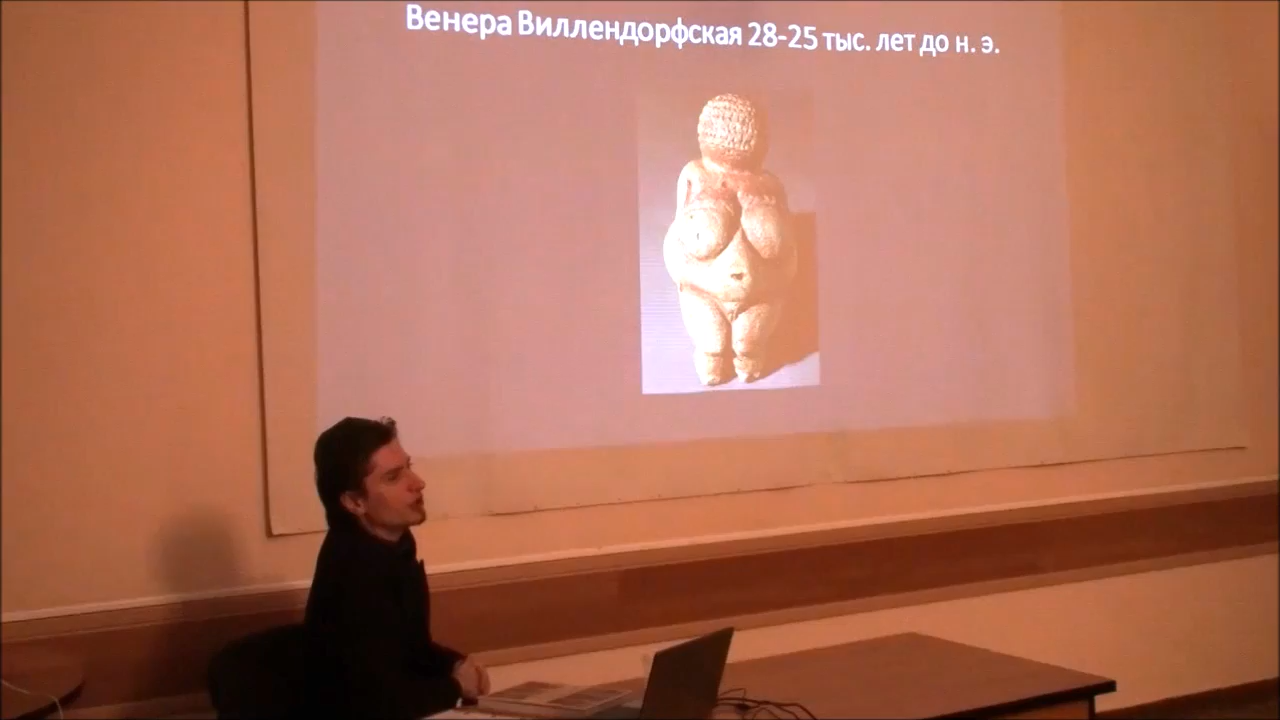 Венера Виллендорфская 28-25 тыс. лет до н. э.